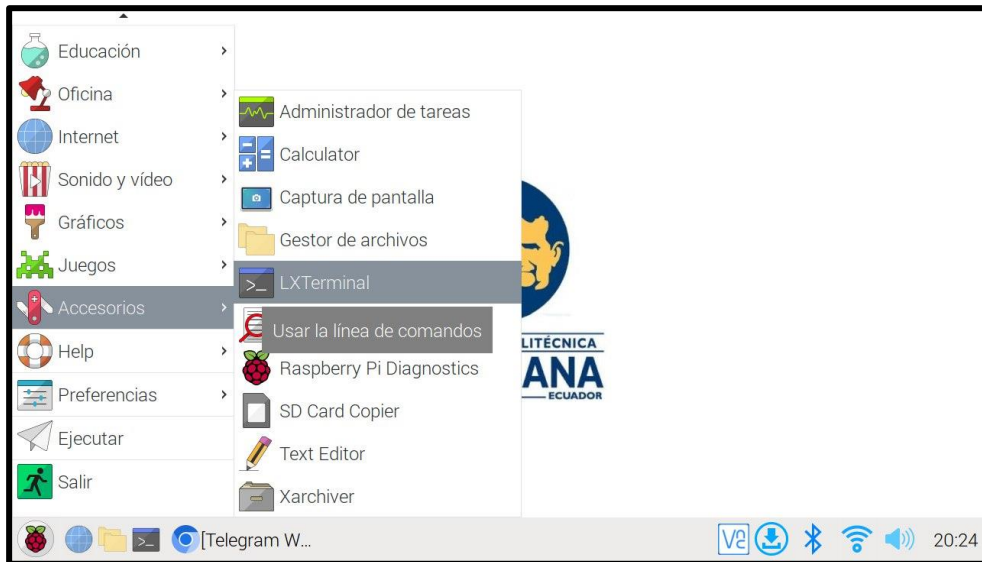 Educación
Oficina
Internet
Sonido y vídeo
Gráficos
Juegos
Accesorios
Help
Preferencias
Ejecutar
Salir
Administrador de tareas
Calculator
Captura de pantalla
Gestor de archivos
LXTerminal
Usar la línea de comandos
Raspberry Pi Diagnostics
SD Card Copier
Text Editor
Xarchiver
LITÉCNICA
ANA
ECUADOR
[Telegram W...
20:24